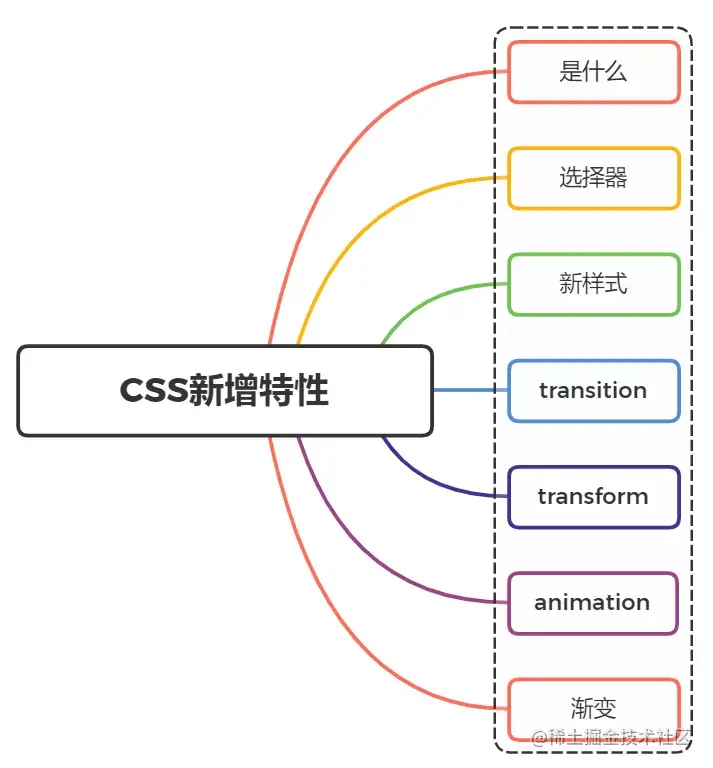 是什么
选择器
新样式
CSS新增特性
transition
transform
animation
渐变
@稀土掘金技术社区